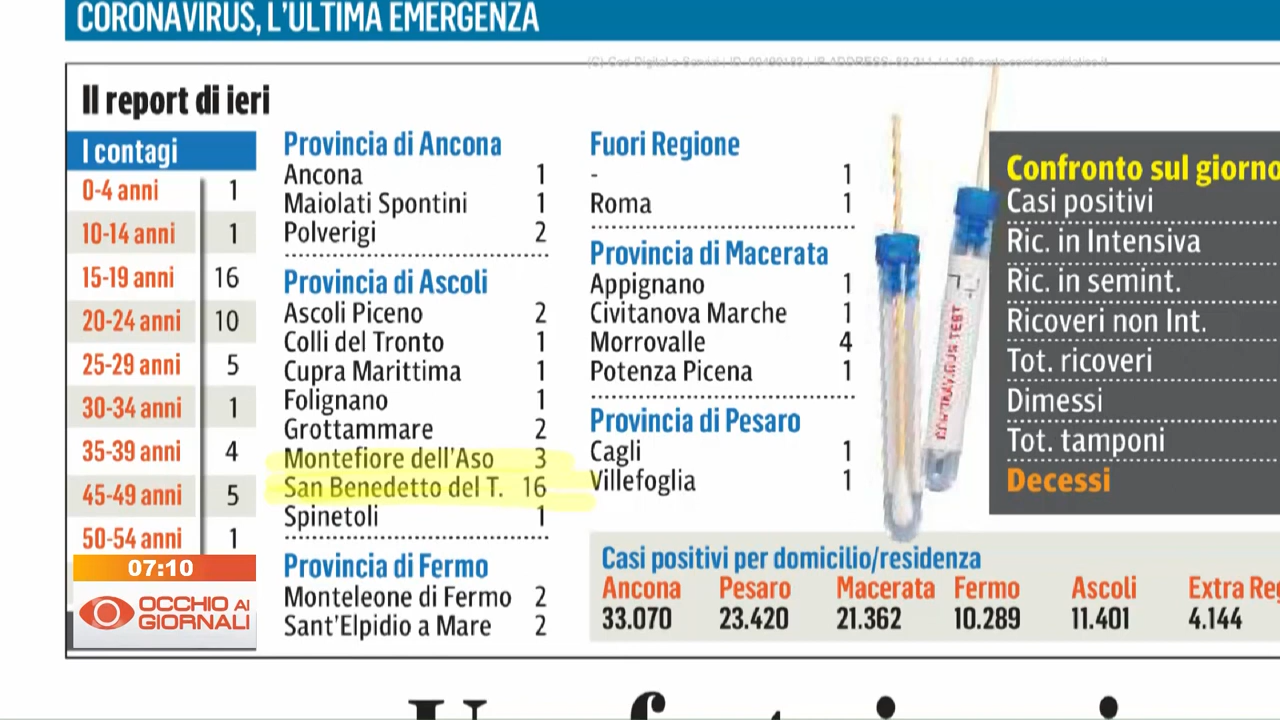 CORONAVIRUS, L'ULTIMA EMERGENZA
Il report di ieri
I contagi
0-4 anni 1
10-14 anni 1
15-19 anni 16
20-24 anni 10
25-29 anni 5
30-34 anni 1
35-39 anni 4
45-49 anni 5
50-54 anni 1
07:10
OCCHIO AI
GIORNALI
Provincia di Ancona
Ancona 1
Maiolati Spontini 1
Polverigi 2
Provincia di Ascoli
Ascoli Piceno 2
Colli del Tronto 1
Cupra Marittima 1
Folignano 1
Grottammare 2
Montefiore dell'Aso 3
San Benedetto del T. 16
Spinetoli 1
Provincia di Fermo
Monteleone di Fermo 2
Sant'Elpidio a Mare 2
Fuori Regione
- 1
Roma 1
Provincia di Macerata
Appignano 1
Civitanova Marche 1
Morrovalle 4
Potenza Picena 1
Provincia di Pesaro
Cagli 1
Villefoglia 1
TEST
Confronto sul giorno
Casi positivi
Ric. in Intensiva
Ric. in semint.
Ricoveri non Int.
Tot. ricoveri
Dimessi
Tot. tamponi
Decessi
Casi positivi per domicilio/residenza
Ancona Pesaro Macerata Fermo Ascoli Extra Reg
33.070 23.420 21.362 10.289 11.401 4.144